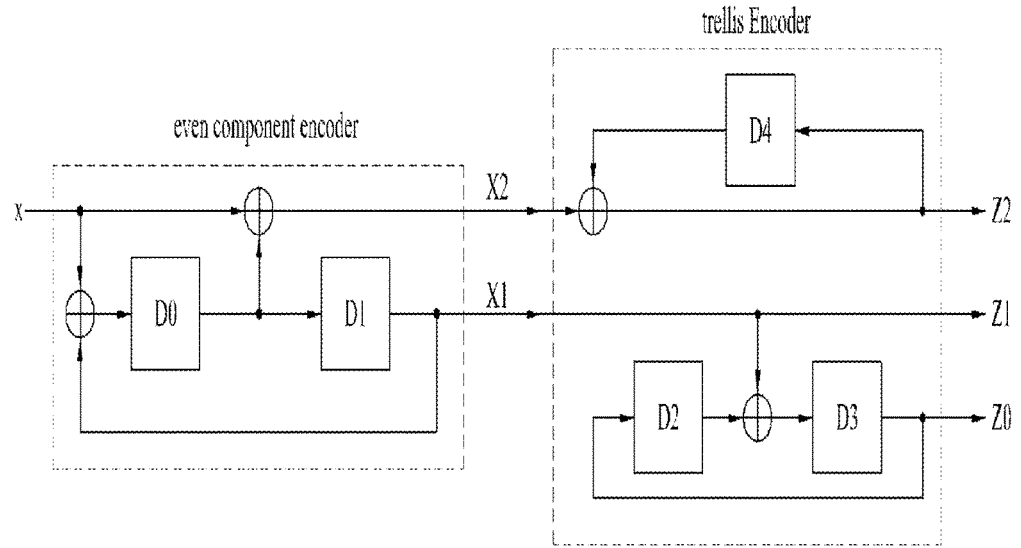 trellis Encoder
even component encoder
D4
x
X2
Z2
D0
D1
X1
Z1
D2
D3
Z0